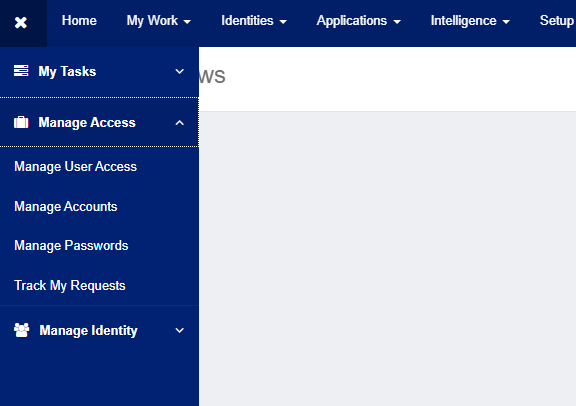 Home My Work Identities Applications Intelligence Setup
My Tasks
ws
Manage Access
Manage User Access
Manage Accounts
Manage Passwords
Track My Requests
Manage Identity